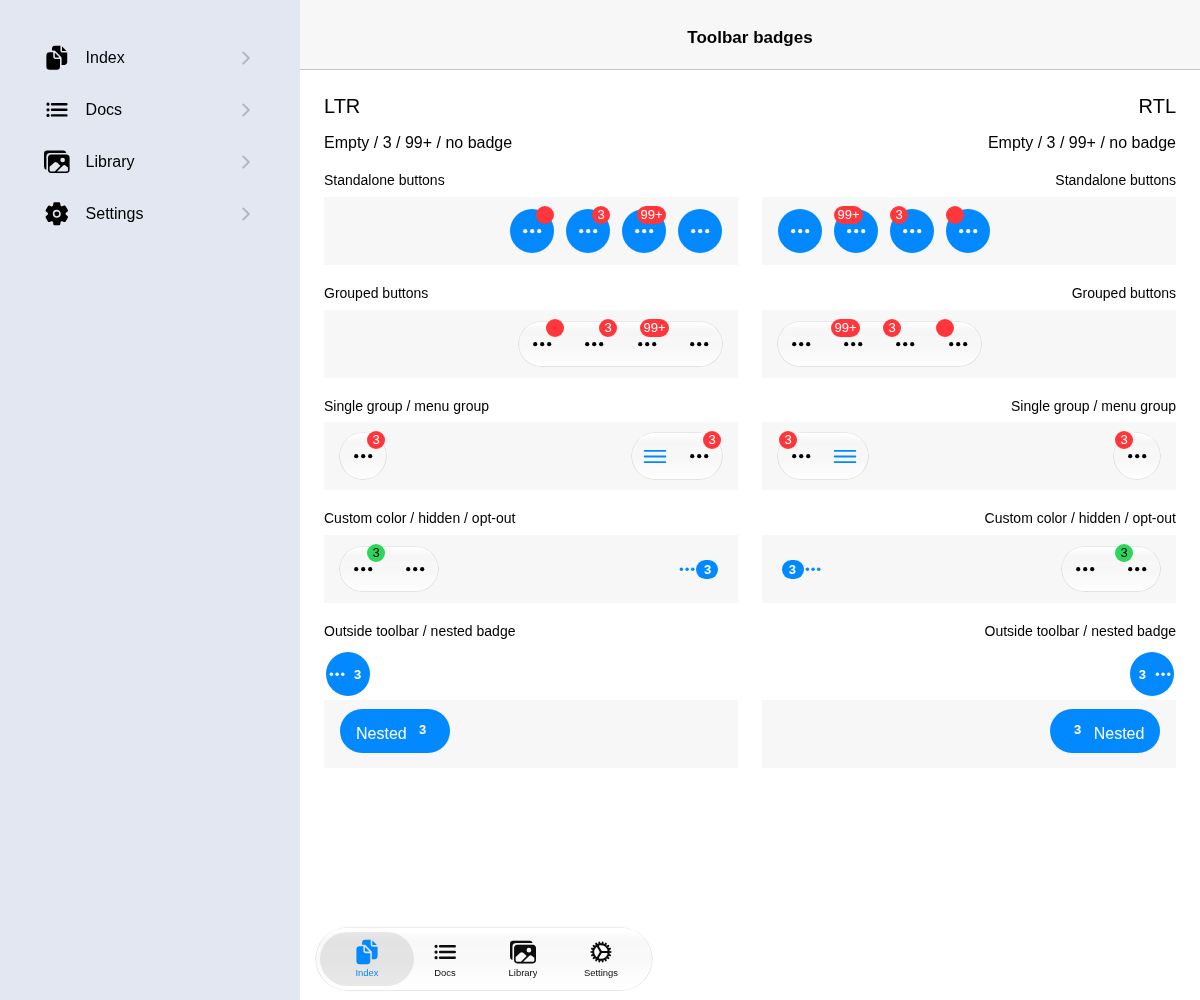 Index
Docs
Library
Settings
Toolbar badges
LTR
Empty / 3 / 99+ / no badge
Standalone buttons
3
99+
Grouped buttons
3
99+
Single group / menu group
3
3
Custom color / hidden / opt-out
3
3
Outside toolbar / nested badge
3
Nested 3
RTL
Empty / 3 / 99+ / no badge
Standalone buttons
99+
3
Grouped buttons
99+
3
Single group / menu group
3
3
Custom color / hidden / opt-out
3
3
Outside toolbar / nested badge
3
3 Nested
Index
Docs
Library
Settings